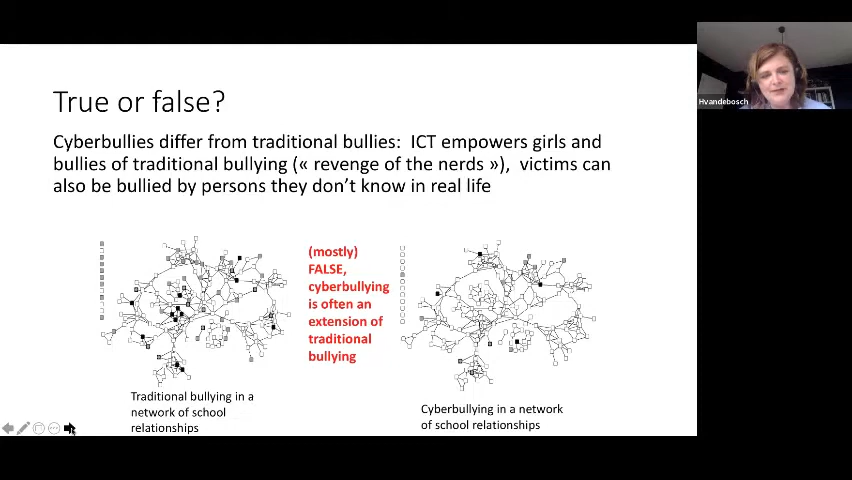 True or false?
Cyberbullies differ from traditional bullies: ICT empowers girls and
bullies of traditional bullying (« revenge of the nerds »), victims can
also be bullied by persons they don't know in real life
(mostly)
FALSE,
cyberbullying
is often an
extension of
traditional
bullying
Traditional bullying in a
network of school
relationships
Cyberbullying in a network
of school relationships
Hvandebosch